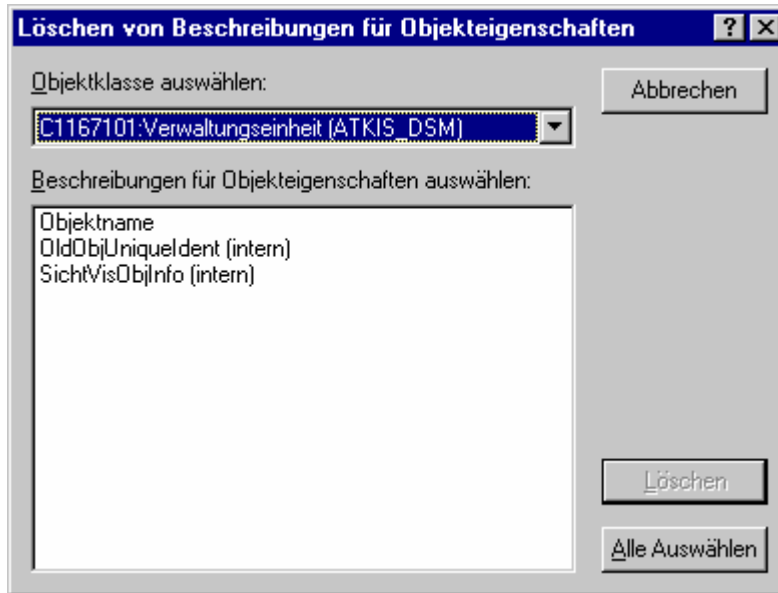 Löschen von Beschreibungen für Objekteigenschaften
Objektklasse auswählen:
Abbrechen
C1167101:Verwaltungseinheit (ATKIS_DSM)
Beschreibungen für Objekteigenschaften auswählen:
Objektname
OldObjUniqueIdent (intern)
SichtVisObjInfo (intern)
Löschen
Alle Auswählen